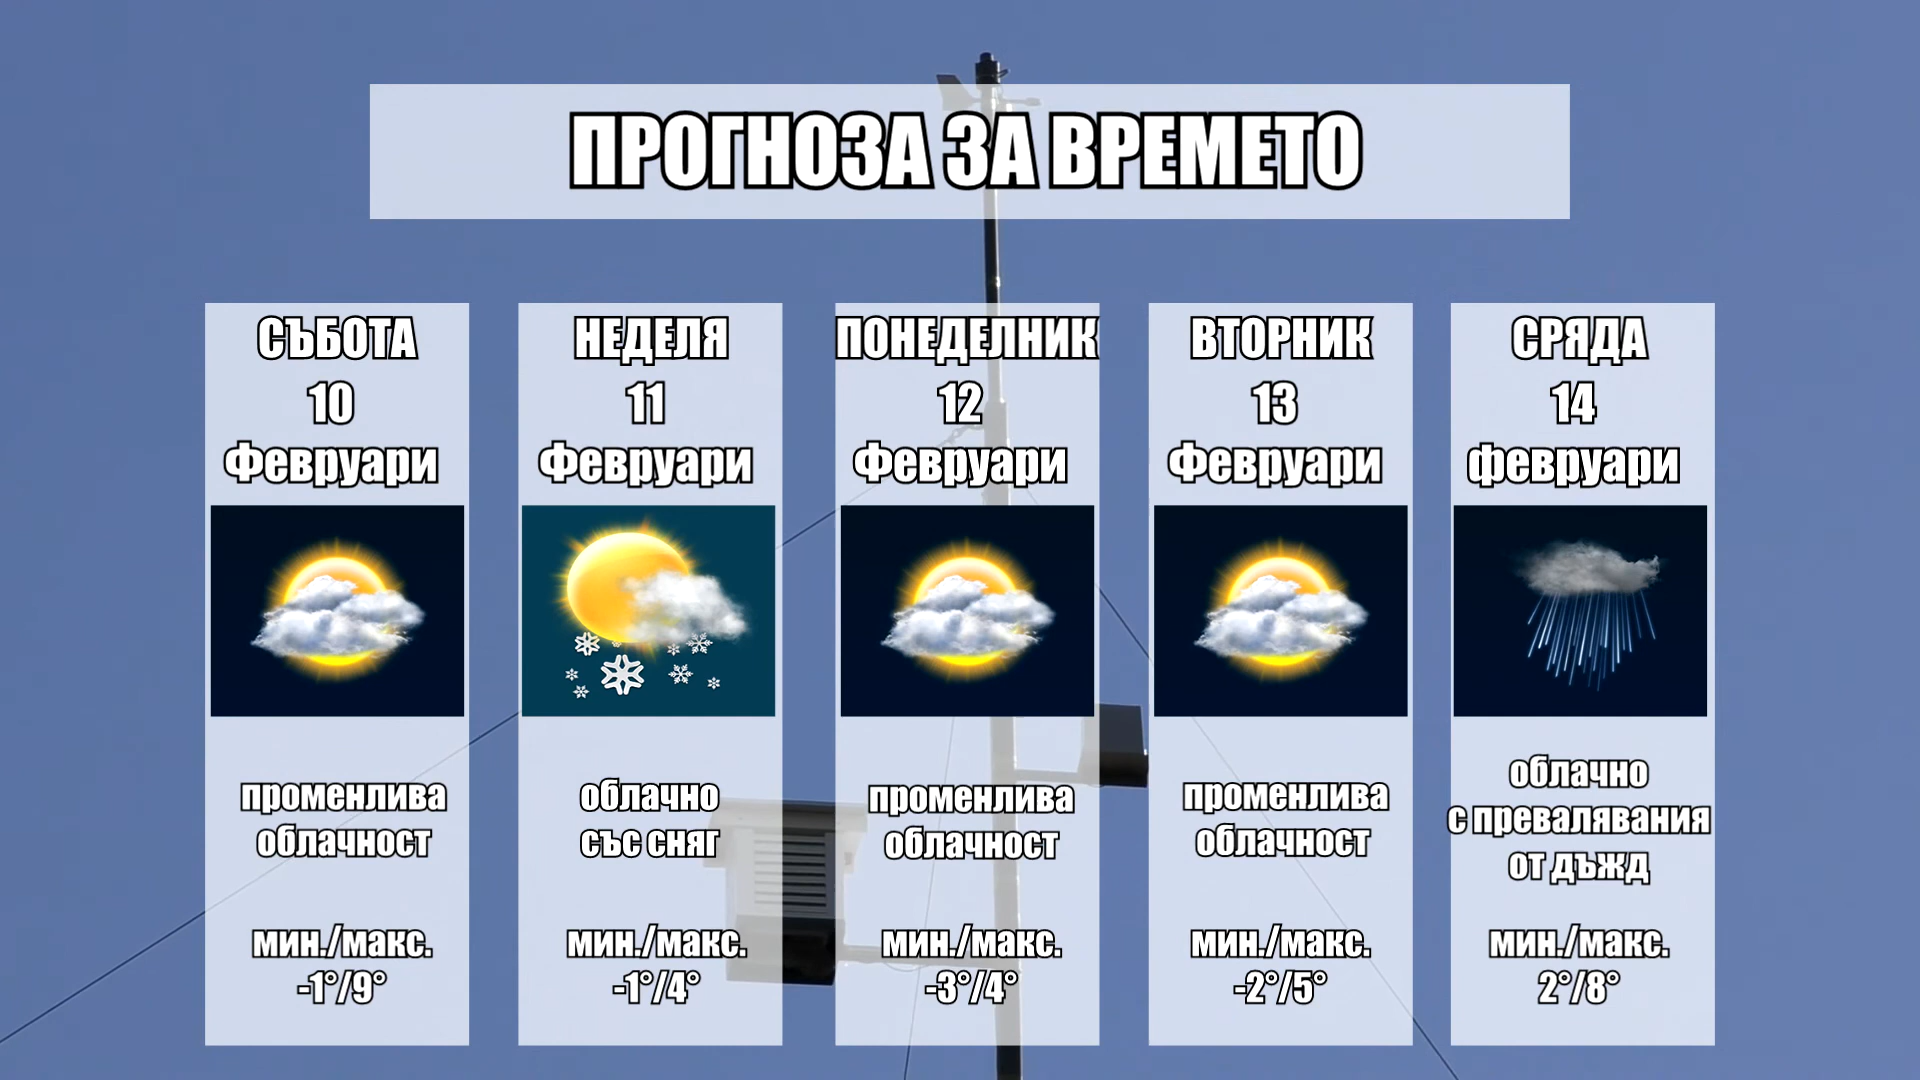 ПРОГНОЗА ЗА ВРЕМЕТО
СЪБОТА
10
Февруари
променлива
облачност
мин./макс.
-1°/9°
НЕДЕЛЯ
11
Февруари
облачно
със сняг
мин./макс.
-1°/4°
ПОНЕДЕЛНИК
12
Февруари
променлива
облачност
мин./макс.
-3°/4°
ВТОРНИК
13
Февруари
променлива
облачност
мин./макс.
-2°/5°
СРЯДА
14
февруари
облачно
с превалявания
от дъжд
мин./макс.
2°/8°